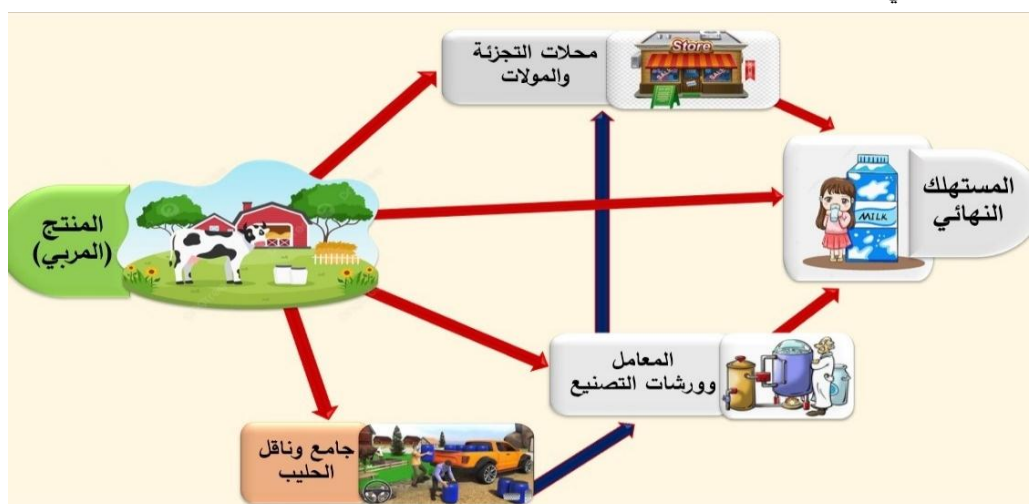 محلات التجزئة
والمولات
Store
المستهلك
النهائي
MILK
المنتج
(المربي)
المعامل
وورشات التصنيع
جامع وناقل
الحليب